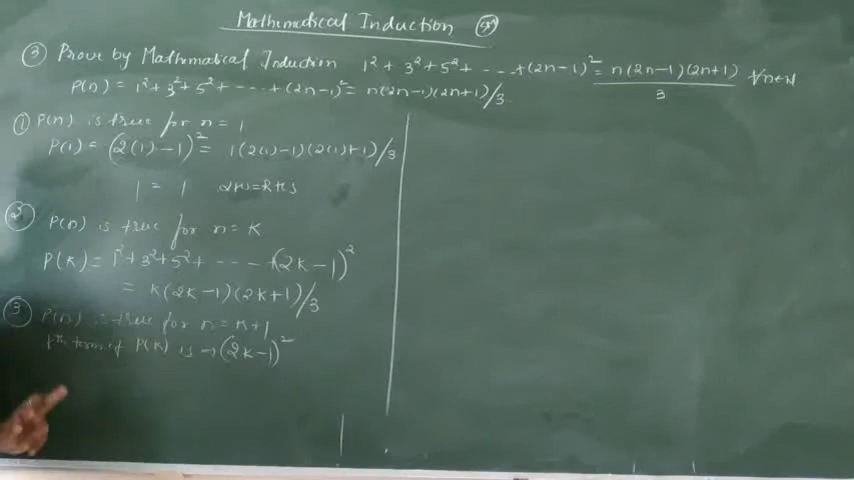 Mathematical Induction
③ Prove by Mathematical Induction 1² + 3² + 5² + ---- + (2n-1)² = n(2n-1)(2n+1)/3 ∀n∈N
P(n) = 1² + 3² + 5² + ---- + (2n-1)² = n(2n-1)(2n+1)/3
① P(n) is true for n = 1
P(1) = (2(1)-1)² = 1(2(1)-1)(2(1)+1)/3
1 = 1 LHS=RHS
② P(n) is true for n = K
P(K) = 1² + 3² + 5² + ---- +(2K-1)²
= K(2K-1)(2K+1)/3
③ P(n) is true for n = K+1
term of P(K) is → (2K-1)²